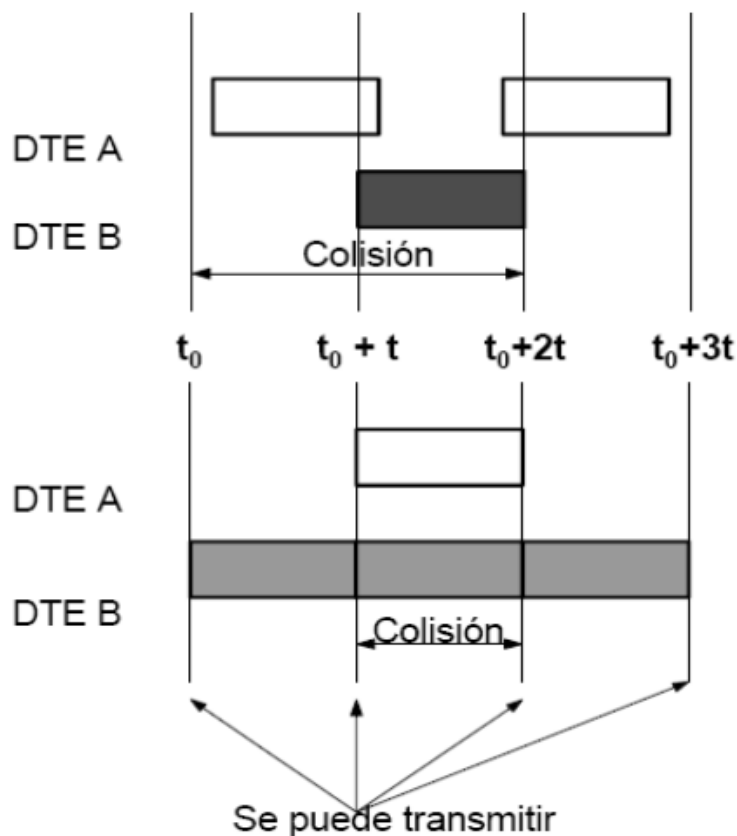 DTE A
DTE B
Colisión
t₀ t₀ + t t₀+2t t₀+3t
DTE A
DTE B
Colisión
Se puede transmitir